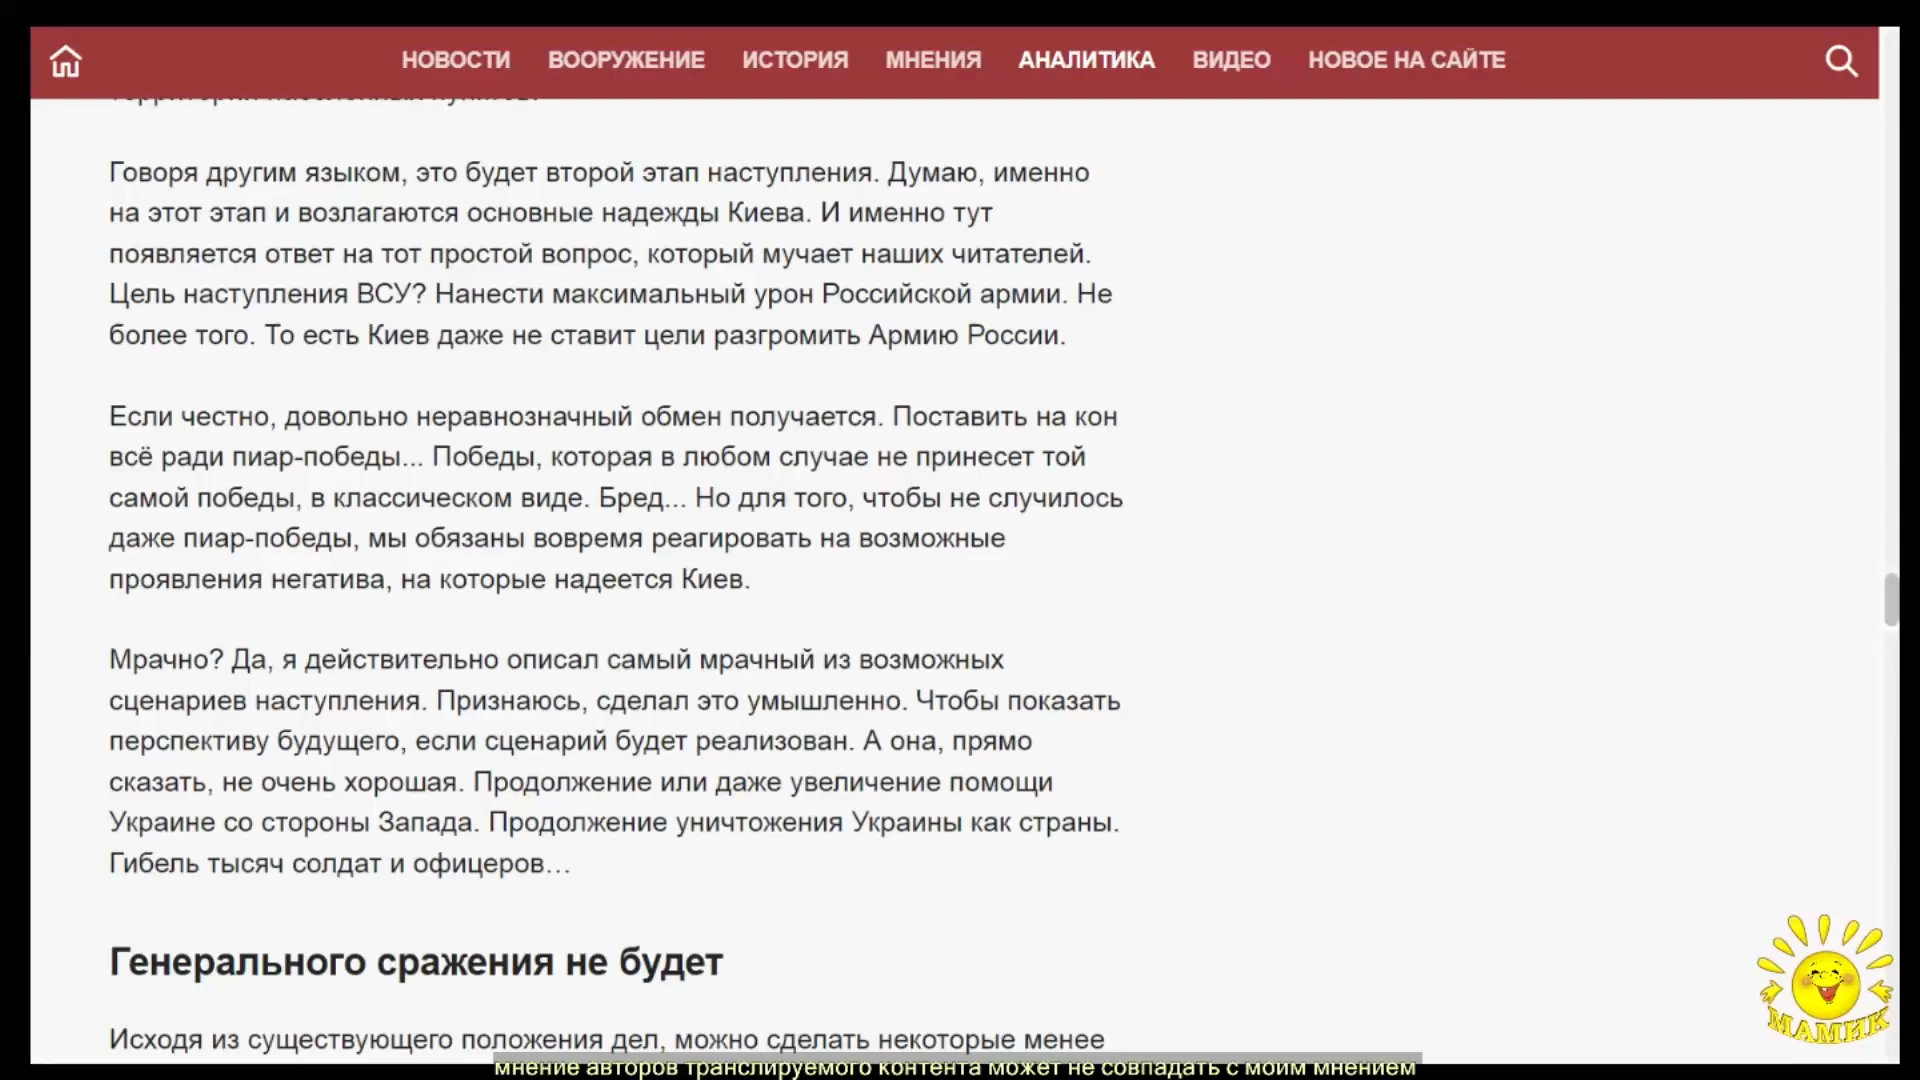 НОВОСТИ ВООРУЖЕНИЕ ИСТОРИЯ МНЕНИЯ АНАЛИТИКА ВИДЕО НОВОЕ НА САЙТЕ
Говоря другим языком, это будет второй этап наступления. Думаю, именно
на этот этап и возлагаются основные надежды Киева. И именно тут
появляется ответ на тот простой вопрос, который мучает наших читателей.
Цель наступления ВСУ? Нанести максимальный урон Российской армии. Не
более того. То есть Киев даже не ставит цели разгромить Армию России.
Если честно, довольно неравнозначный обмен получается. Поставить на кон
всё ради пиар-победы... Победы, которая в любом случае не принесет той
самой победы, в классическом виде. Бред... Но для того, чтобы не случилось
даже пиар-победы, мы обязаны вовремя реагировать на возможные
проявления негатива, на которые надеется Киев.
Мрачно? Да, я действительно описал самый мрачный из возможных
сценариев наступления. Признаюсь, сделал это умышленно. Чтобы показать
перспективу будущего, если сценарий будет реализован. А она, прямо
сказать, не очень хорошая. Продолжение или даже увеличение помощи
Украине со стороны Запада. Продолжение уничтожения Украины как страны.
Гибель тысяч солдат и офицеров…
Генерального сражения не будет
Исходя из существующего положения дел, можно сделать некоторые менее
МАМИК
мнение авторов транслируемого контента может не совпадать с моим мнением